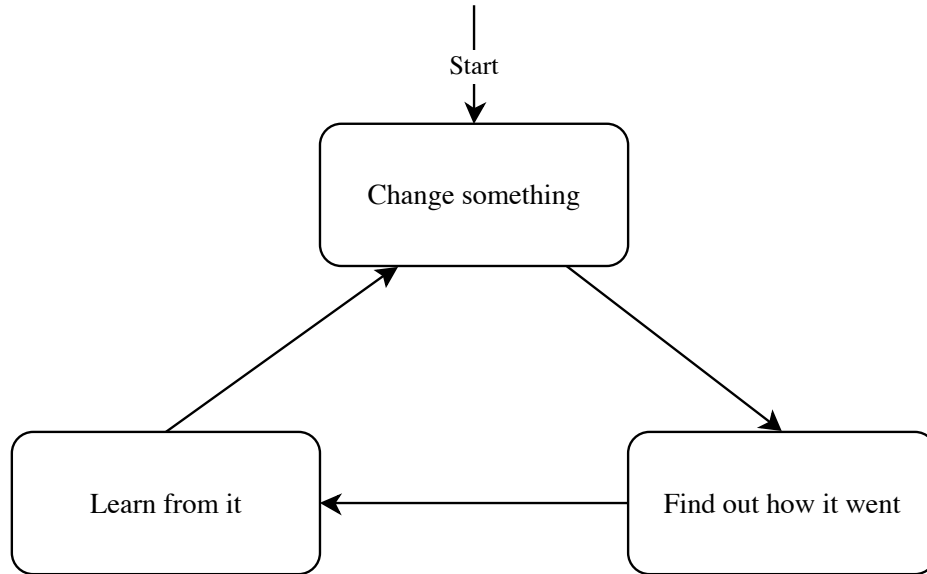 Start
Change something
Learn from it
Find out how it went